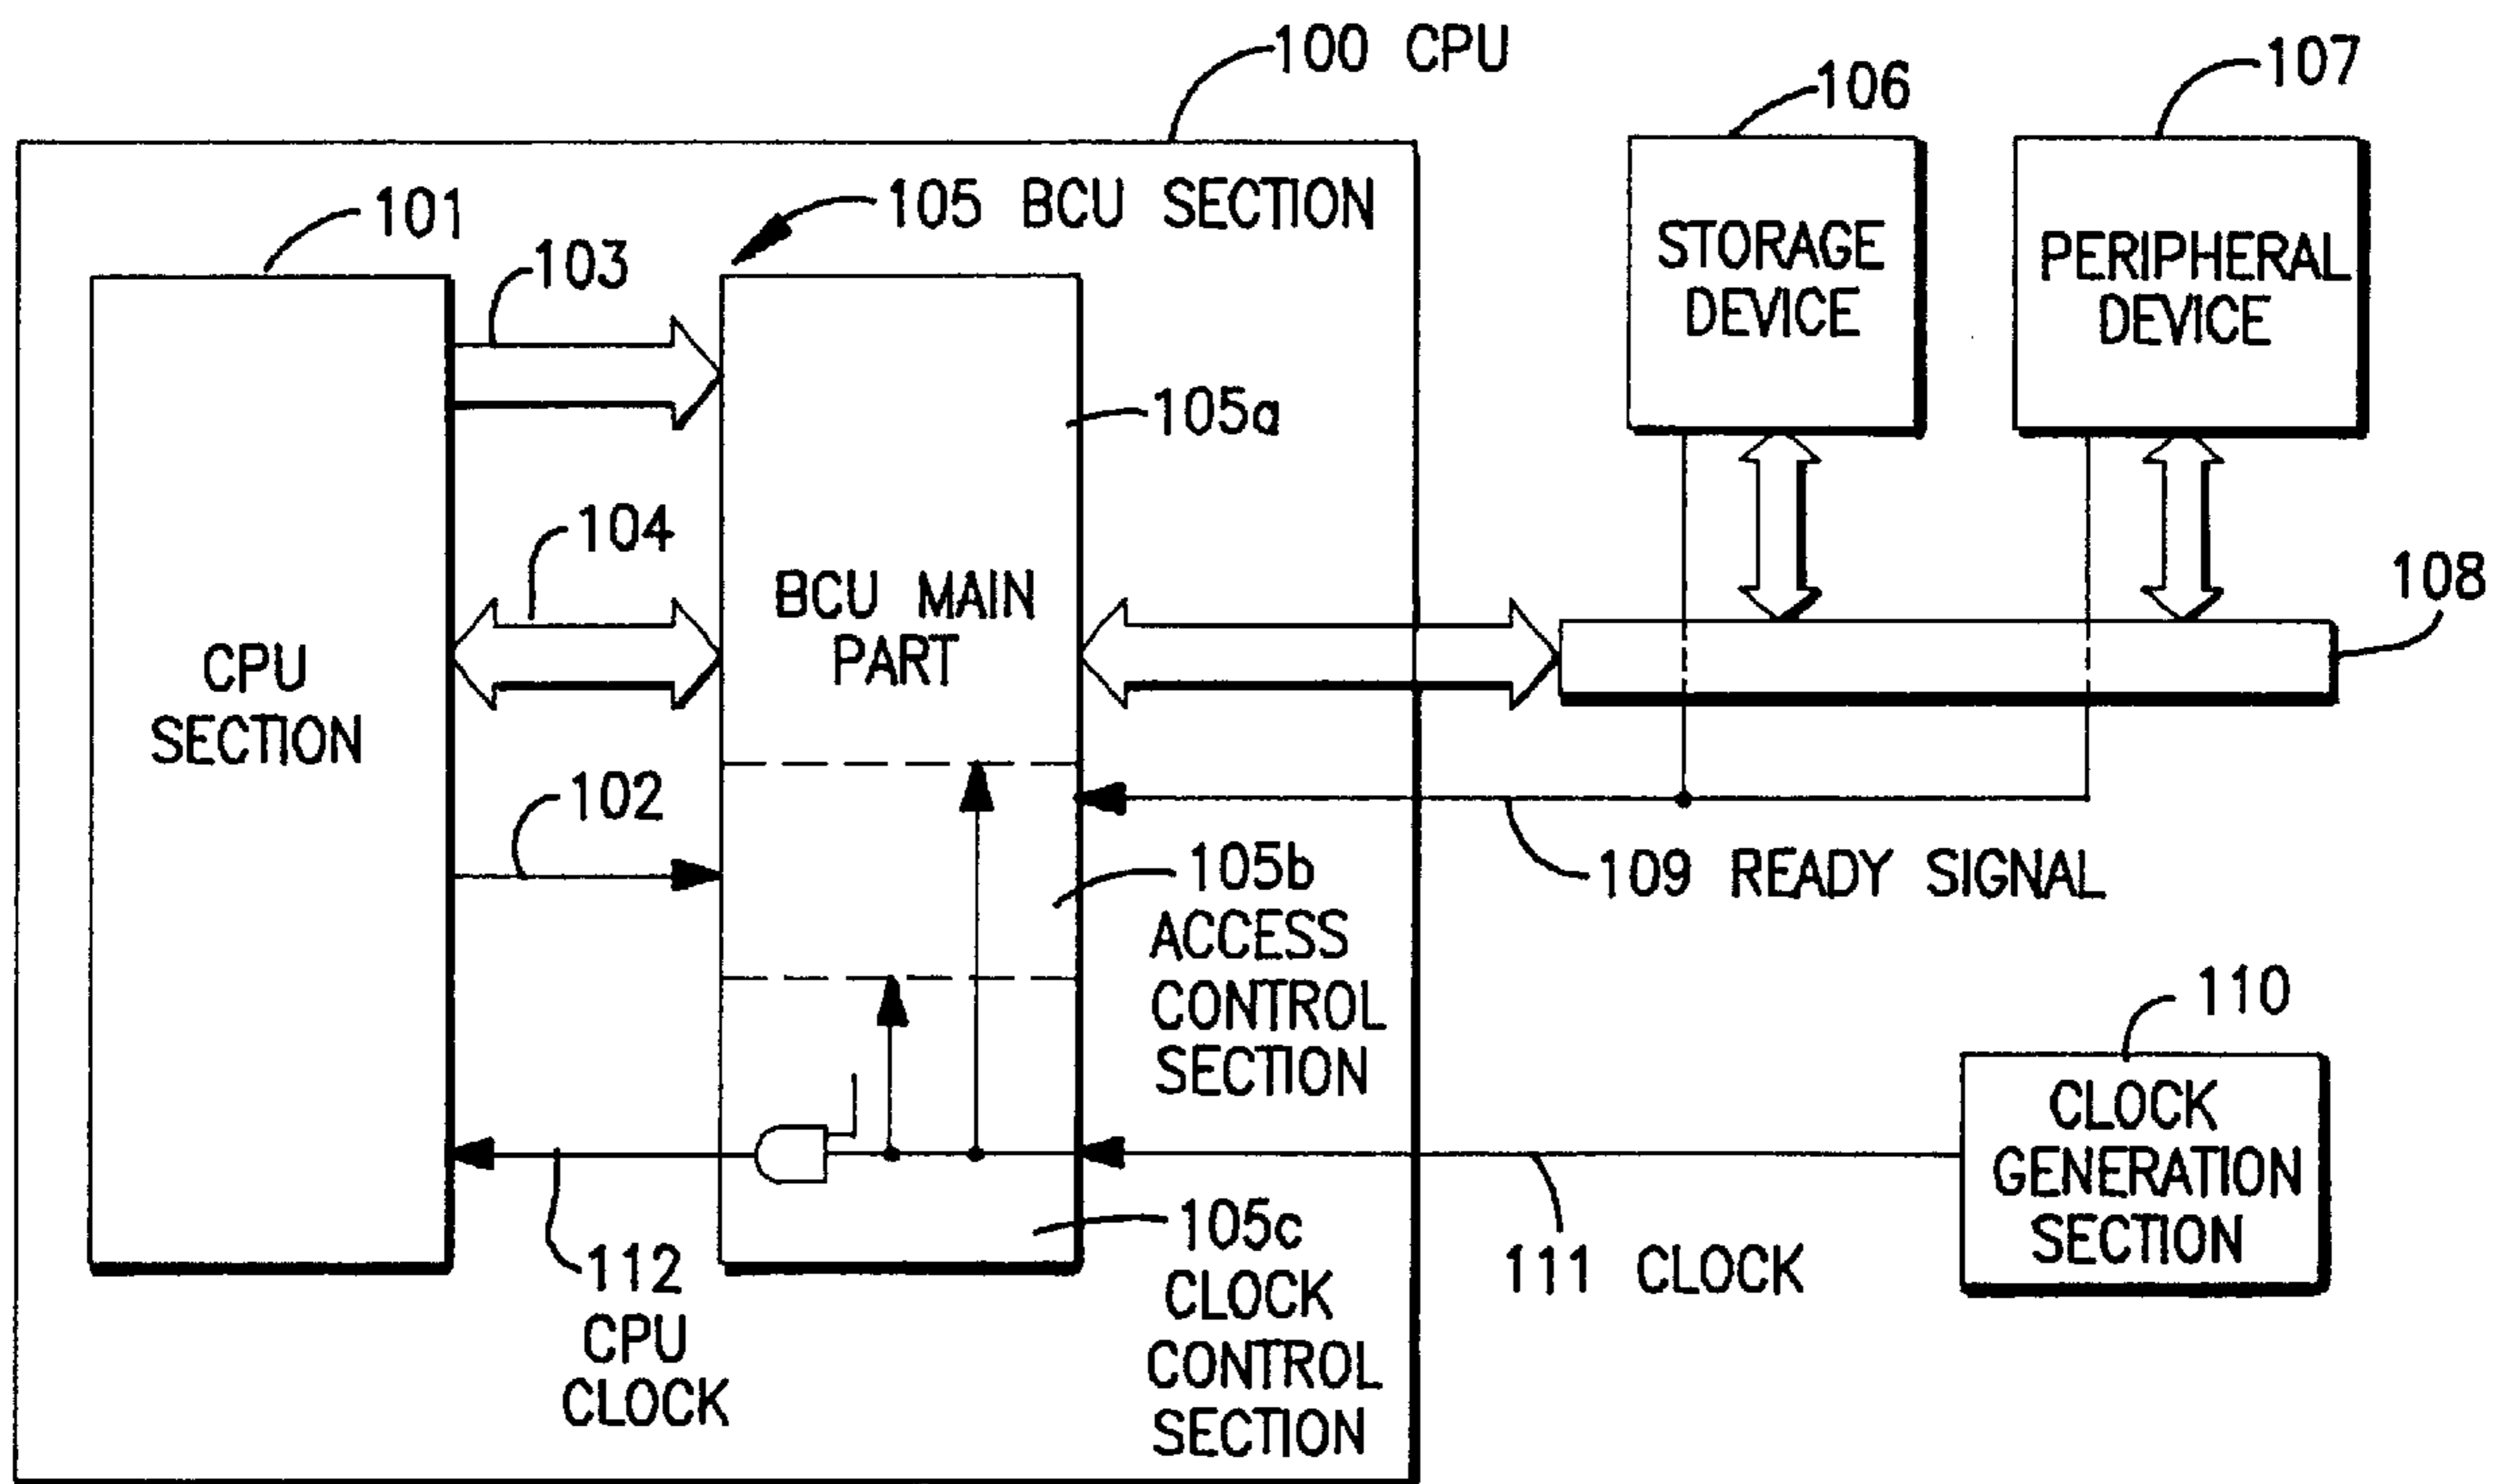 100 CPU
106
107
101
105 BCU SECTION
103
STORAGE
DEVICE
PERIPHERAL
DEVICE
105a
104
108
BCU MAIN
PART
CPU
SECTION
102
105b
ACCESS
CONTROL
SECTION
109 READY SIGNAL
110
CLOCK
GENERATION
SECTION
105c
CLOCK
CONTROL
SECTION
111 CLOCK
112
CPU
CLOCK